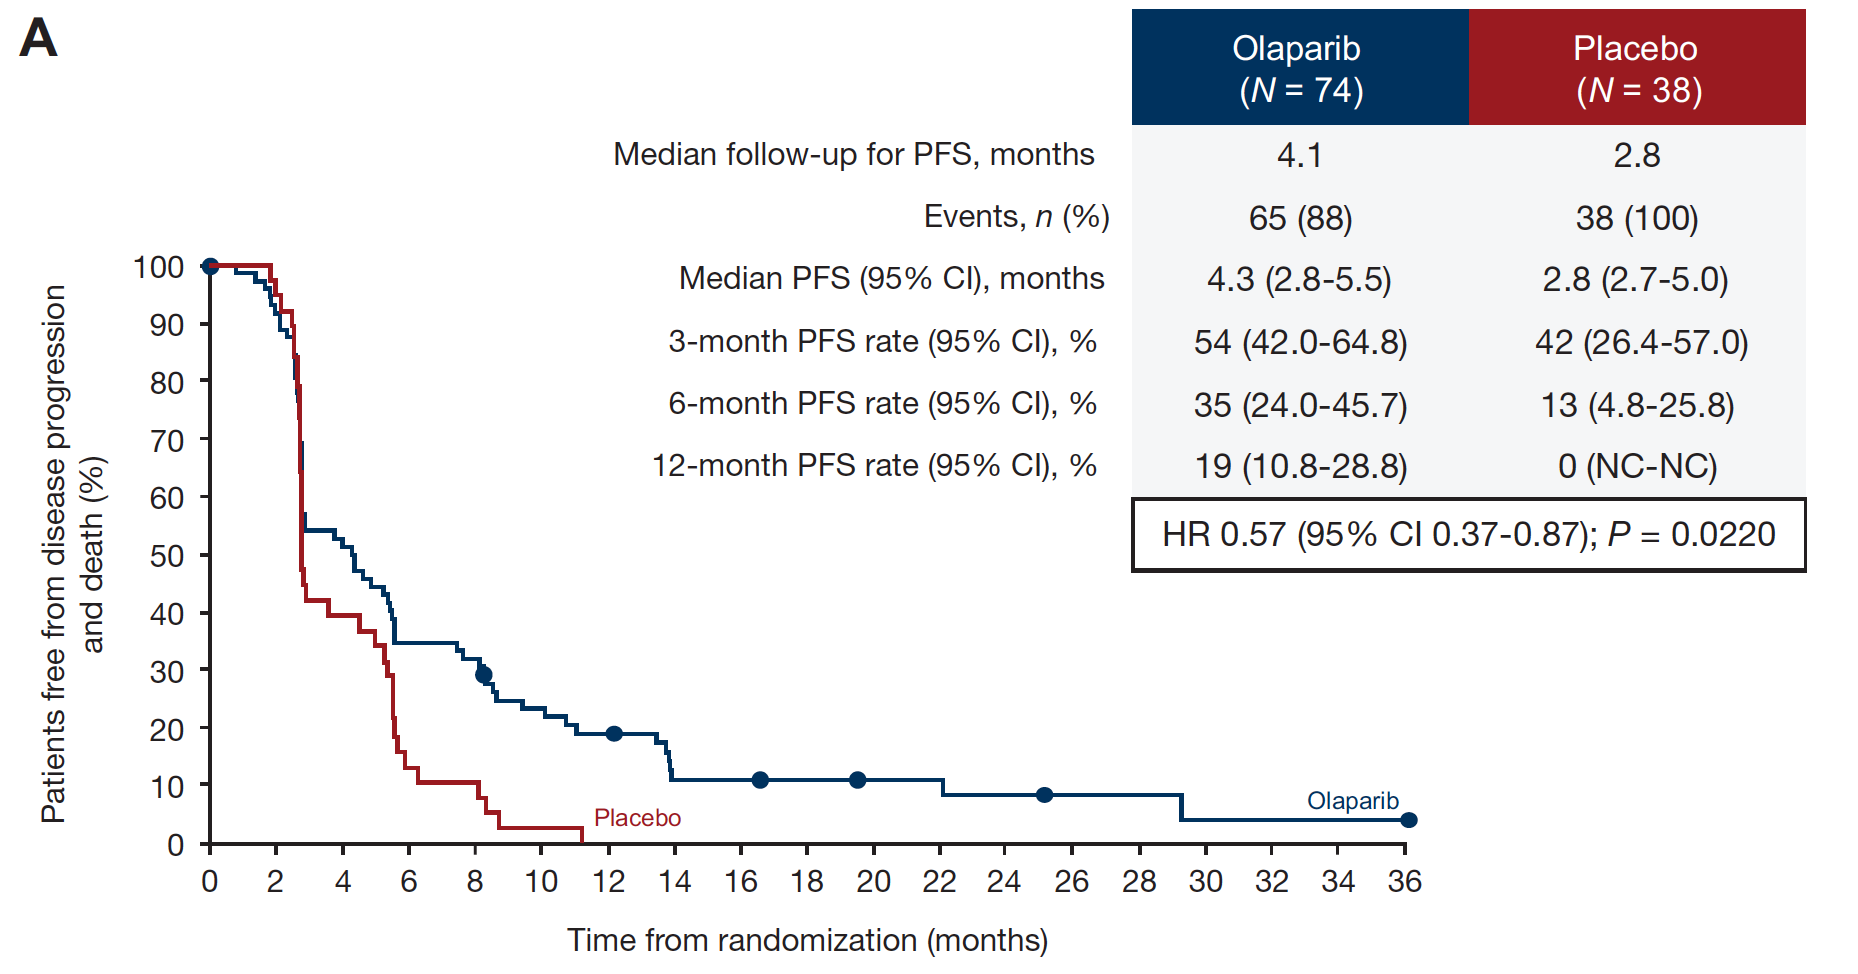 A
Olaparib
(N = 74)
Placebo
(N = 38)
Median follow-up for PFS, months 4.1 2.8
Events, n (%) 65 (88) 38 (100)
Median PFS (95% CI), months 4.3 (2.8-5.5) 2.8 (2.7-5.0)
3-month PFS rate (95% CI), % 54 (42.0-64.8) 42 (26.4-57.0)
6-month PFS rate (95% CI), % 35 (24.0-45.7) 13 (4.8-25.8)
12-month PFS rate (95% CI), % 19 (10.8-28.8) 0 (NC-NC)
HR 0.57 (95% CI 0.37-0.87); P = 0.0220
Patients free from disease progression
and death (%)
100
90
80
70
60
50
40
30
20
10
0
Placebo
Olaparib
0 2 4 6 8 10 12 14 16 18 20 22 24 26 28 30 32 34 36
Time from randomization (months)